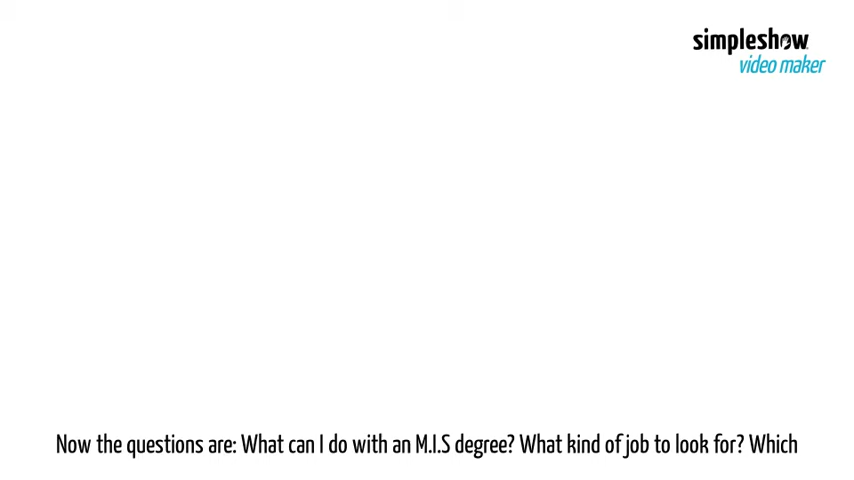 simpleshow
video maker
Now the questions are: What can I do with an M.I.S degree? What kind of job to look for? Which